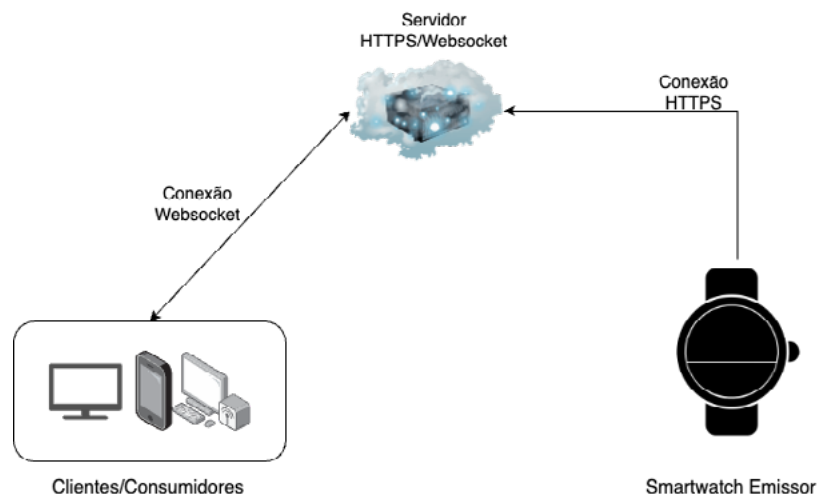 Servidor
HTTPS/Websocket
Conexão
HTTPS
Conexão
Websocket
Clientes/Consumidores
Smartwatch Emissor